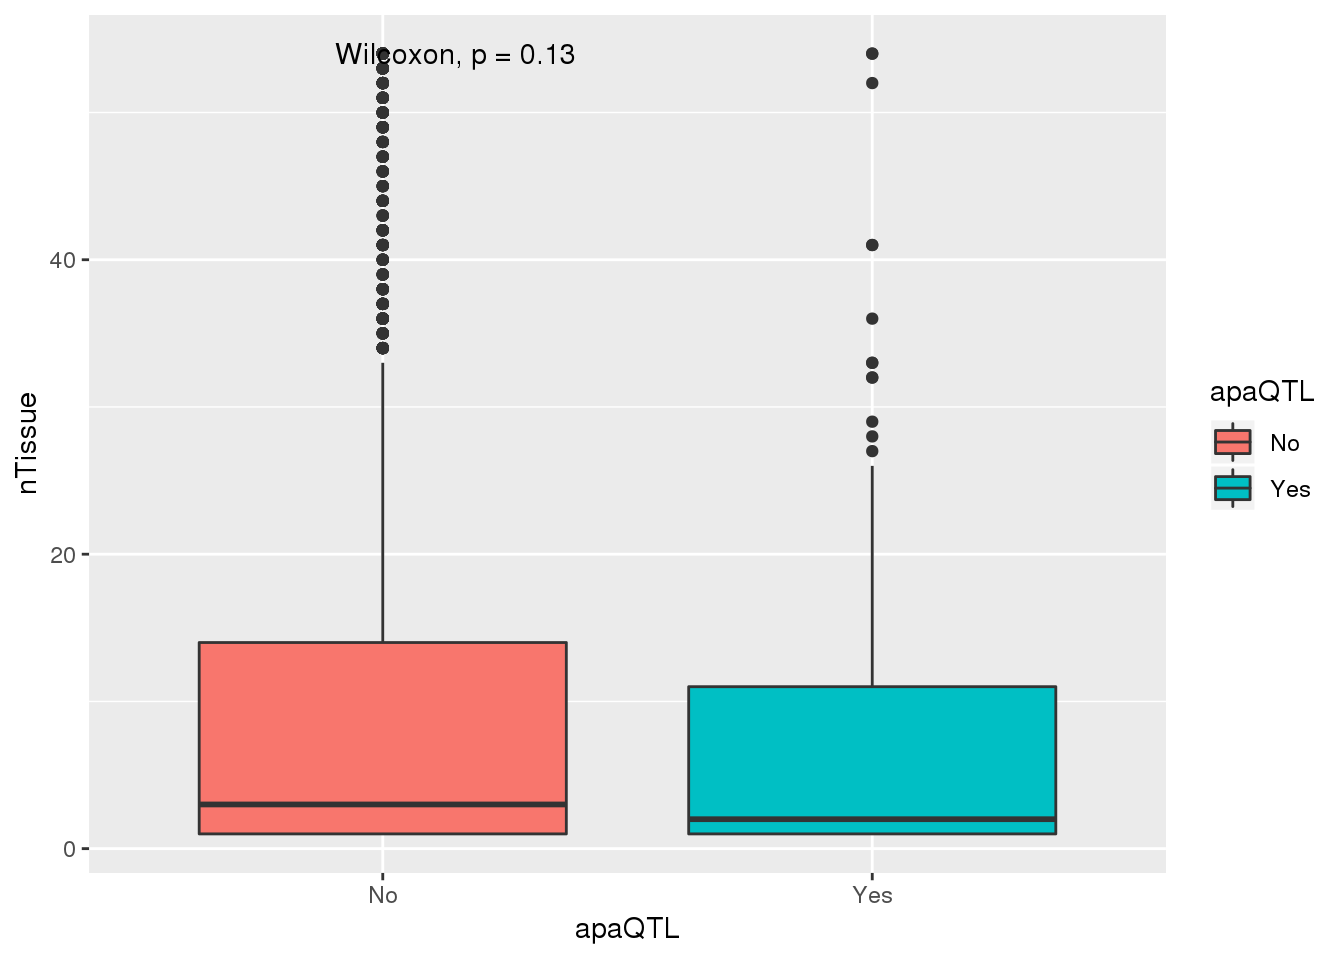 Wilcoxon, p = 0.13
40
20
0
nTissue
No
Yes
apaQTL
apaQTL
No
Yes